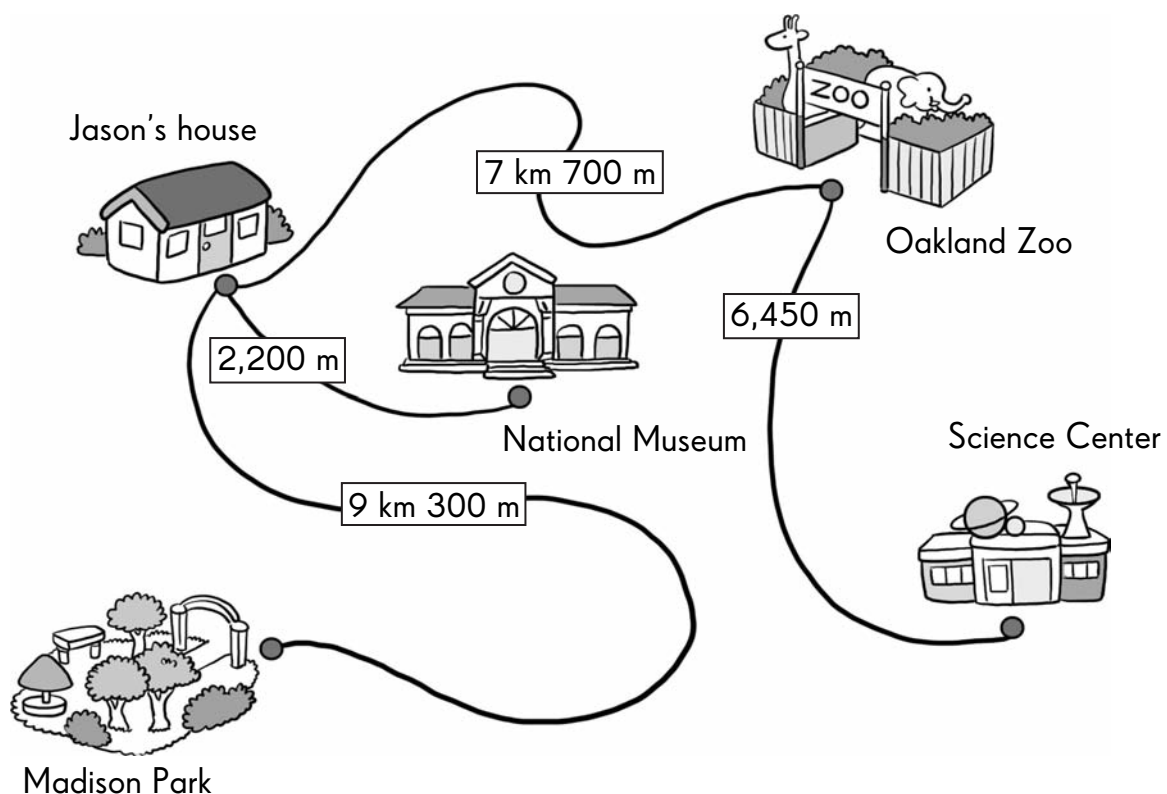 Jason's house
ZOO
7 km 700 m
Oakland Zoo
6,450 m
2,200 m
National Museum
Science Center
9 km 300 m
Madison Park